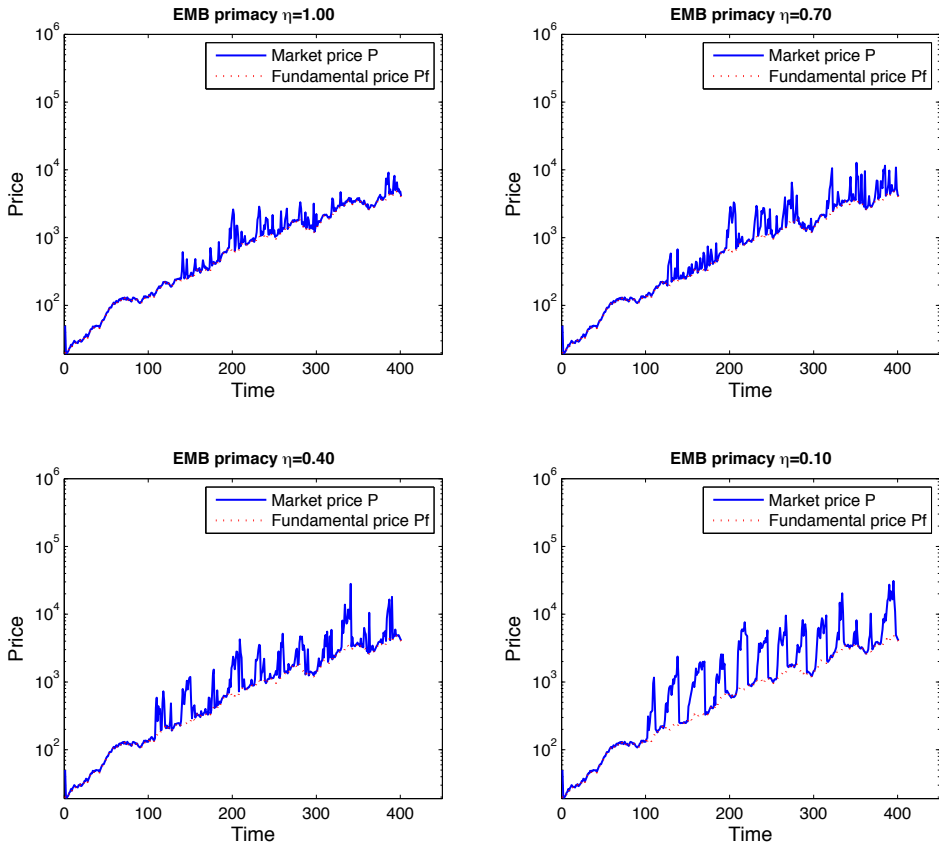 EMB primacy η=1.00
10^6
10^5
10^4
10^3
10^2
Price
Market price P
Fundamental price Pf
0 100 200 300 400
Time
EMB primacy η=0.70
10^6
10^5
10^4
10^3
10^2
Price
Market price P
Fundamental price Pf
0 100 200 300 400
Time
EMB primacy η=0.40
10^6
10^5
10^4
10^3
10^2
Price
Market price P
Fundamental price Pf
0 100 200 300 400
Time
EMB primacy η=0.10
10^6
10^5
10^4
10^3
10^2
Price
Market price P
Fundamental price Pf
0 100 200 300 400
Time